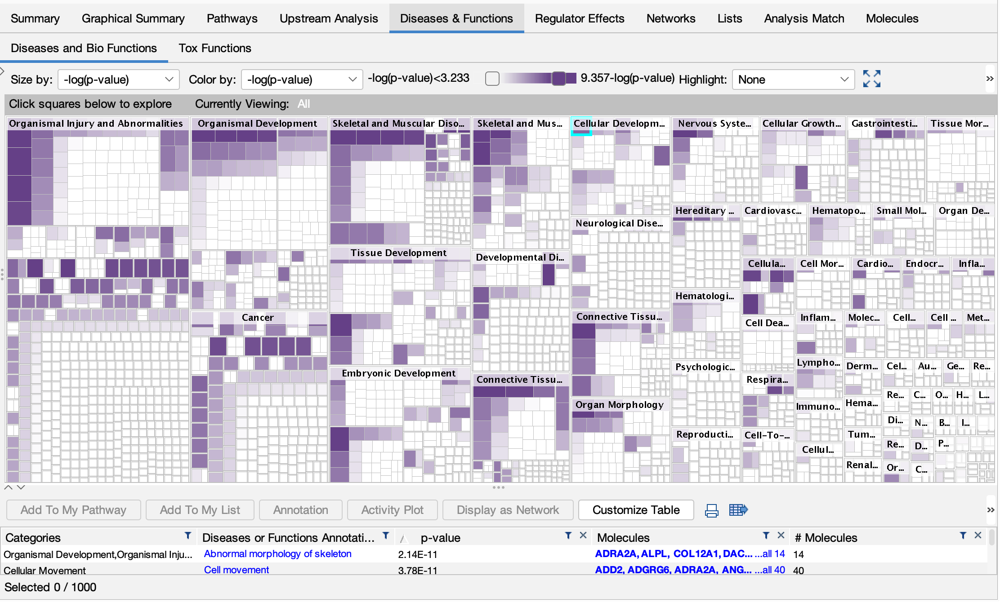 Summary Graphical Summary Pathways Upstream Analysis Diseases & Functions Regulator Effects Networks Lists Analysis Match Molecules
Diseases and Bio Functions Tox Functions
Size by: -log(p-value) Color by: -log(p-value) -log(p-value)<3.233 9.357-log(p-value) Highlight: None »
Click squares below to explore Currently Viewing: All
Organismal Injury and Abnormalities Organismal Development Skeletal and Muscular Diso... Skeletal and Mus... Cellular Developm... Nervous Syste... Cellular Growth... Gastrointesti... Tissue Mor...
Hereditary ... Cardiovasc... Hematopo... Small Mol... Organ De...
Neurological Dise...
Tissue Development Developmental Di... Cellula... Cell Mor... Cardio... Endocr... Infla...
Hematologi...
Cancer Connective Tissu... Cell Dea... Inflam... Molec... Cell... Cell ... Met...
Embryonic Development Connective Tissu... Psychologic... Respira... Lympho... Derm... Cel... Au... Ge... Re...
Organ Morphology Immuno... Hema... Re... C... O... H... L...
Di... N... B... I...
Reproducti... Cell-To-... Cellul... Tum... Re... D... P...
Renal... Or... C...
Add To My Pathway Add To My List Annotation Activity Plot Display as Network Customize Table »
Categories Diseases or Functions Annotati... p-value Molecules # Molecules
Organismal Development,Organismal Inju... Abnormal morphology of skeleton 2.14E-11 ADRA2A, ALPL, COL12A1, DAC... ...all 14 14
Cellular Movement Cell movement 3.78E-11 ADD2, ADGRG6, ADRA2A, ANG... ...all 40 40
Selected 0 / 1000